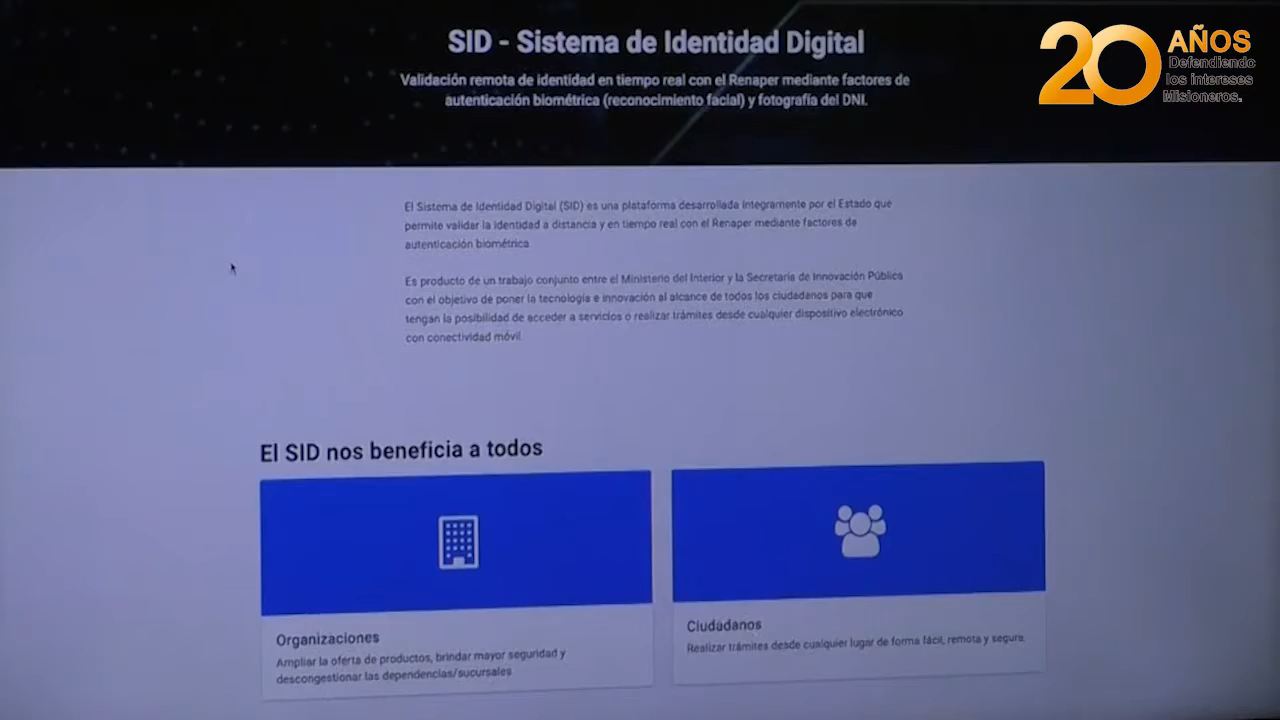 SID - Sistema de Identidad Digital
Validación remota de identidad en tiempo real con el Renaper mediante factores de
autenticación biométrica (reconocimiento facial) y fotografía del DNI.
20 AÑOS
Defendiendo
los intereses
Misioneros.
El Sistema de Identidad Digital (SID) es una plataforma desarrollada íntegramente por el Estado que
permite validar la identidad a distancia y en tiempo real con el Renaper mediante factores de
autenticación biométrica.
Es producto de un trabajo conjunto entre el Ministerio del Interior y la Secretaría de Innovación Pública
con el objetivo de poner la tecnología e innovación al alcance de todos los ciudadanos para que
tengan la posibilidad de acceder a servicios o realizar trámites desde cualquier dispositivo electrónico
con conectividad móvil.
El SID nos beneficia a todos
Organizaciones
Ampliar la oferta de productos, brindar mayor seguridad y
descongestionar las dependencias/sucursales
Ciudadanos
Realizar trámites desde cualquier lugar de forma fácil, remota y segura.